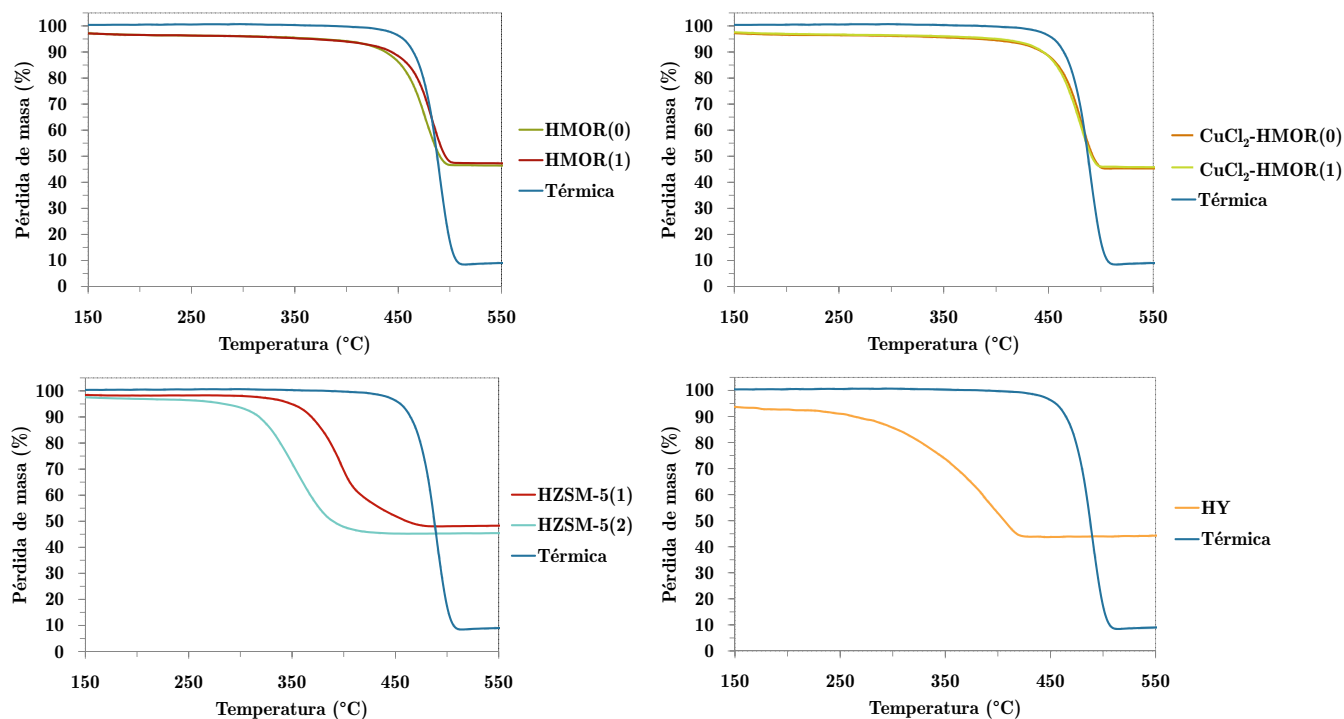 Pérdida de masa (%)
100
90
80
70
60
50
40
30
20
10
0
150 250 350 450 550
Temperatura (°C)
HMOR(0)
HMOR(1)
Térmica
Pérdida de masa (%)
100
90
80
70
60
50
40
30
20
10
0
150 250 350 450 550
Temperatura (°C)
CuCl₂-HMOR(0)
CuCl₂-HMOR(1)
Térmica
Pérdida de masa (%)
100
90
80
70
60
50
40
30
20
10
0
150 250 350 450 550
Temperatura (°C)
HZSM-5(1)
HZSM-5(2)
Térmica
Pérdida de masa (%)
100
90
80
70
60
50
40
30
20
10
0
150 250 350 450 550
Temperatura (°C)
HY
Térmica